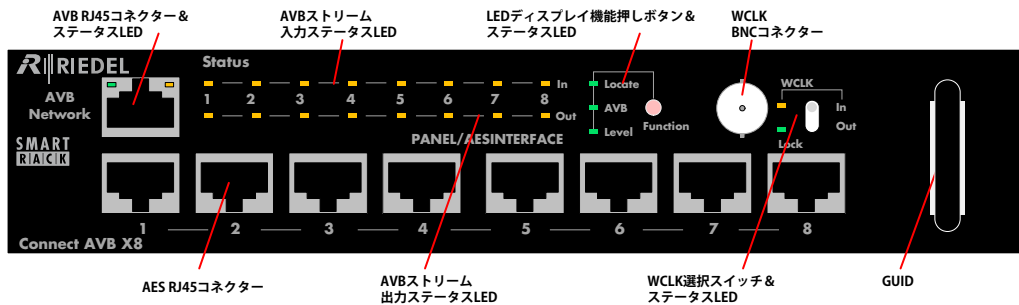 AVB RJ45コネクター＆
ステータスLED
AVBストリーム
入力ステータスLED
LEDディスプレイ機能押しボタン＆
ステータスLED
WCLK
BNCコネクター
RIEDEL
AVB
Network
SMART
RACK
Status
1 2 3 4 5 6 7 8
In
Out
Locate
AVB
Level
Function
WCLK
In
Out
Lock
PANEL/AESINTERFACE
1 2 3 4 5 6 7 8
Connect AVB X8
AES RJ45コネクター
AVBストリーム
出力ステータスLED
WCLK選択スイッチ＆
ステータスLED
GUID